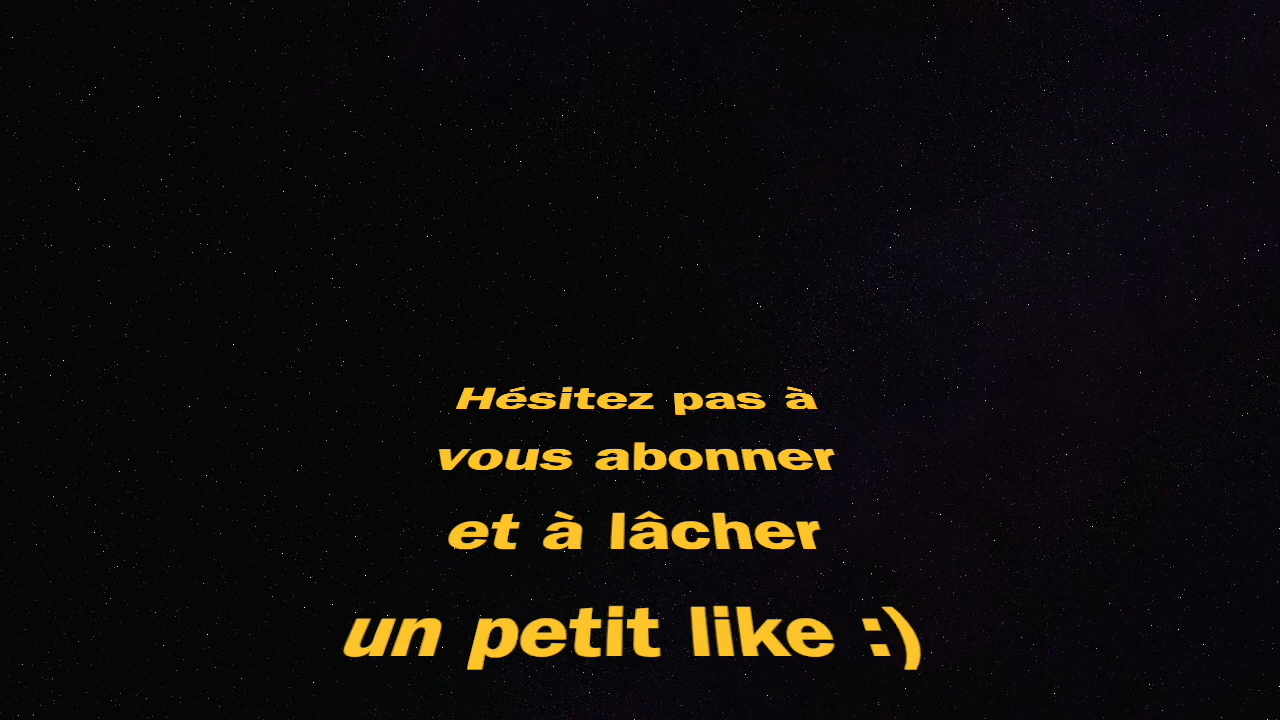 Hésitez pas à
vous abonner
et à lâcher
un petit like :)